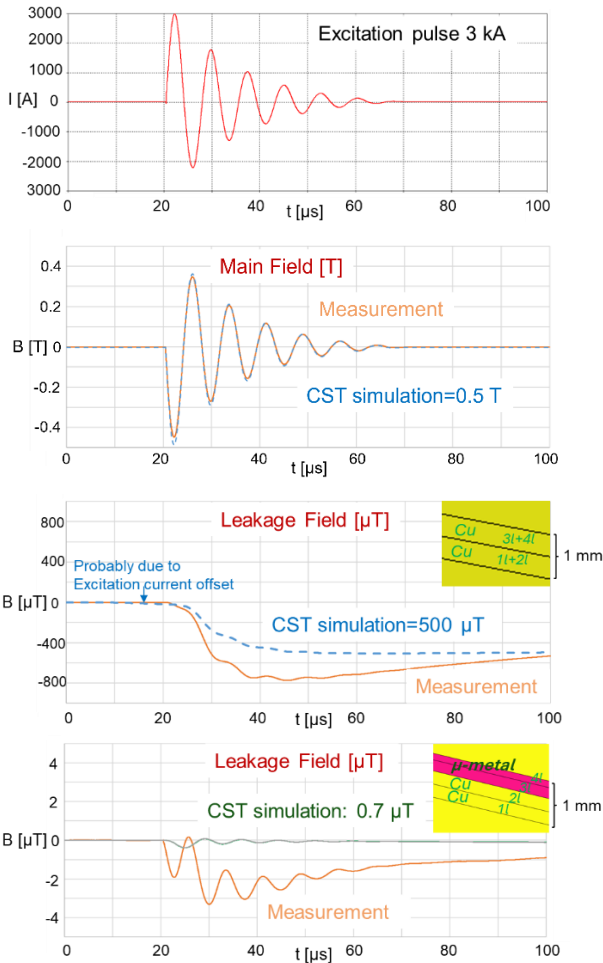 3000
Excitation pulse 3 kA
2000
1000
I [A] 0
-1000
-2000
3000
0 20 40 60 80 100
t [µs]
0.4
Main Field [T]
0.2
Measurement
B [T] 0
-0.2
CST simulation=0.5 T
-0.4
0 20 40 60 80 100
t [µs]
800
Leakage Field [µT]
Cu 3l+4l
400
Cu 1l+2l
1 mm
Probably due to
Excitation current offset
B [µT] 0
CST simulation=500 µT
-400
-800
Measurement
0 20 40 60 80 100
t [µs]
4
Leakage Field [µT]
µ-metal
4l
Cu
2
Cu 2l
1l
1 mm
CST simulation: 0.7 µT
B [µT] 0
-2
Measurement
-4
0 20 40 60 80 100
t [µs]